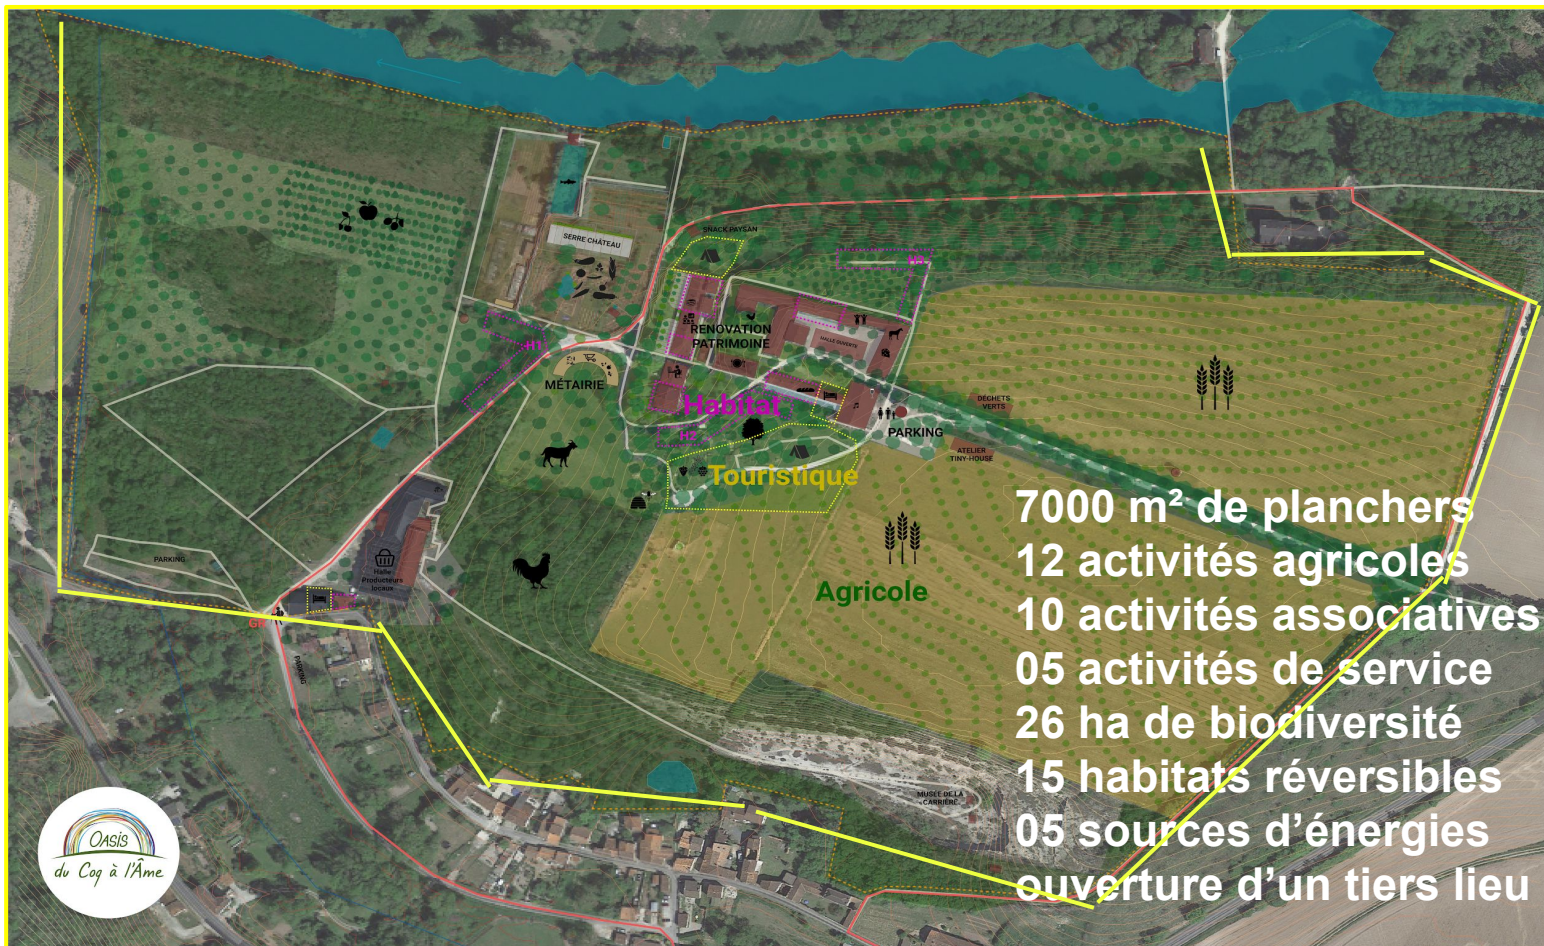 SNACK PAYSAN
SERRE CHÂTEAU
H3
RENOVATION
PATRIMOINE
HALLE OUVERTE
H1
MÉTAIRIE
Habitat
H2
DÉCHETS
VERTS
PARKING
ATELIER
TINY-HOUSE
Touristique
7000 m² de planchers
12 activités agricoles
10 activités associatives
05 activités de service
26 ha de biodiversité
15 habitats réversibles
05 sources d’énergies
ouverture d’un tiers lieu
PARKING
Halle
Producteurs
locaux
Agricole
GR
PARKING
MUSÉE DE LA
CARRIÈRE
OASIS
du Coq à l'Âme